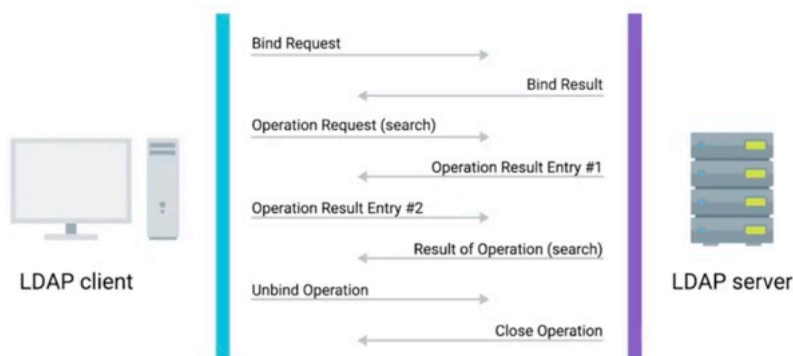 Bind Request
Bind Result
Operation Request (search)
Operation Result Entry #1
Operation Result Entry #2
Result of Operation (search)
Unbind Operation
Close Operation
LDAP client
LDAP server